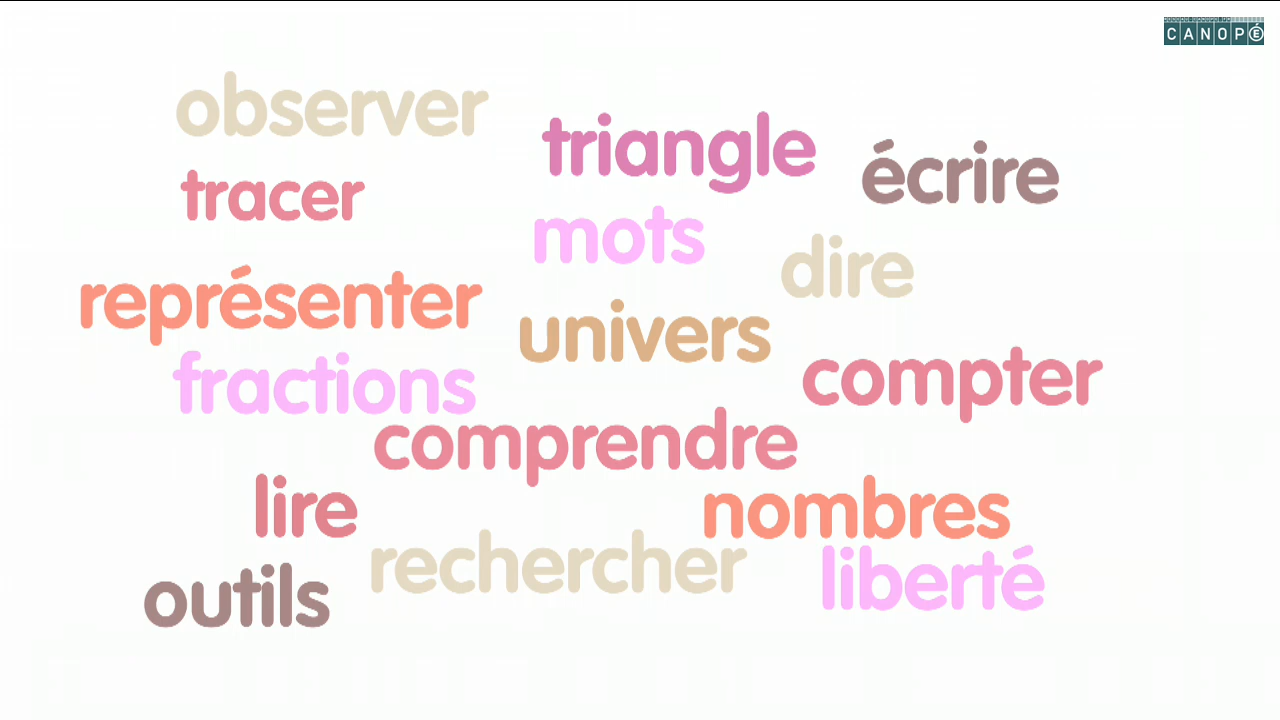 CANOPÉ
observer
triangle
écrire
tracer
mots
dire
représenter
univers
fractions
compter
comprendre
lire
nombres
rechercher
liberté
outils